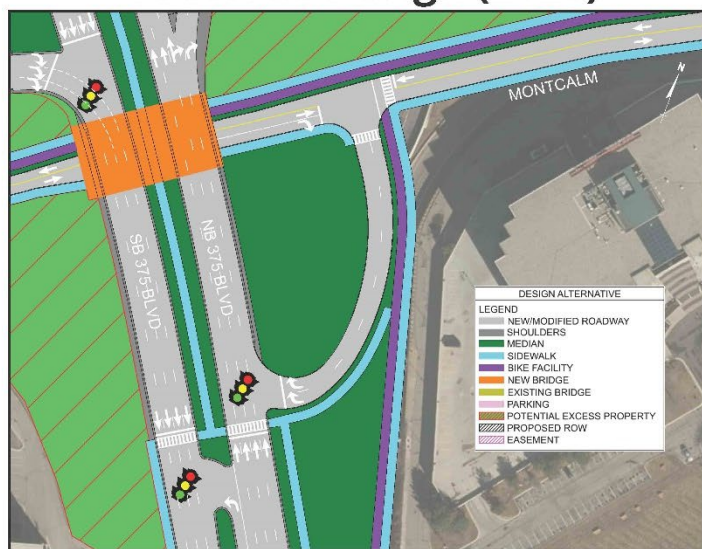 MONTCALM
N
SB 375-BLVD
NB 375-BLVD
DESIGN ALTERNATIVE
LEGEND
NEW/MODIFIED ROADWAY
SHOULDERS
MEDIAN
SIDEWALK
BIKE FACILITY
NEW BRIDGE
EXISTING BRIDGE
PARKING
POTENTIAL EXCESS PROPERTY
PROPOSED ROW
EASEMENT